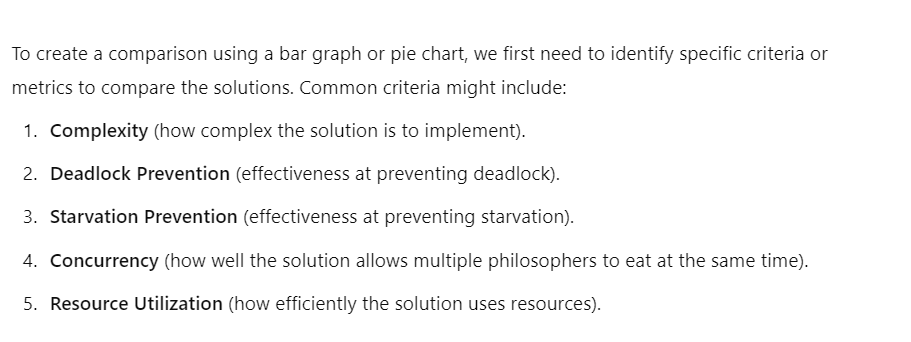 To create a comparison using a bar graph or pie chart, we first need to identify specific criteria or
metrics to compare the solutions. Common criteria might include:
1. Complexity (how complex the solution is to implement).
2. Deadlock Prevention (effectiveness at preventing deadlock).
3. Starvation Prevention (effectiveness at preventing starvation).
4. Concurrency (how well the solution allows multiple philosophers to eat at the same time).
5. Resource Utilization (how efficiently the solution uses resources).